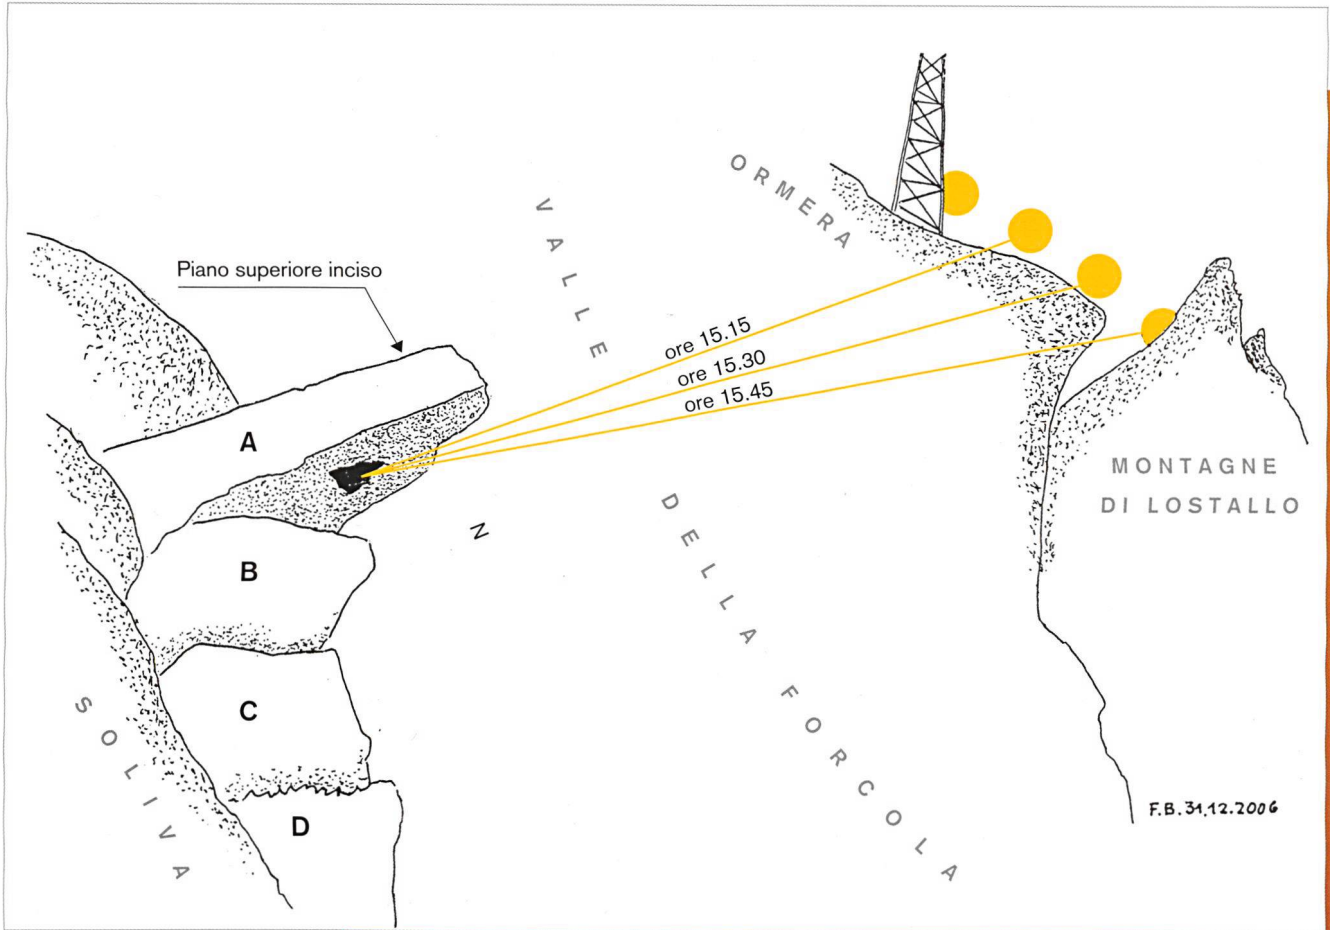 Piano superiore inciso
VALLE DELLA FORCOLA
ORMERA
ore 15.15
ore 15.30
ore 15.45
A
B
C
D
N
SOLIVA
MONTAGNE
DI LOSTALLO
F.B. 31.12.2006